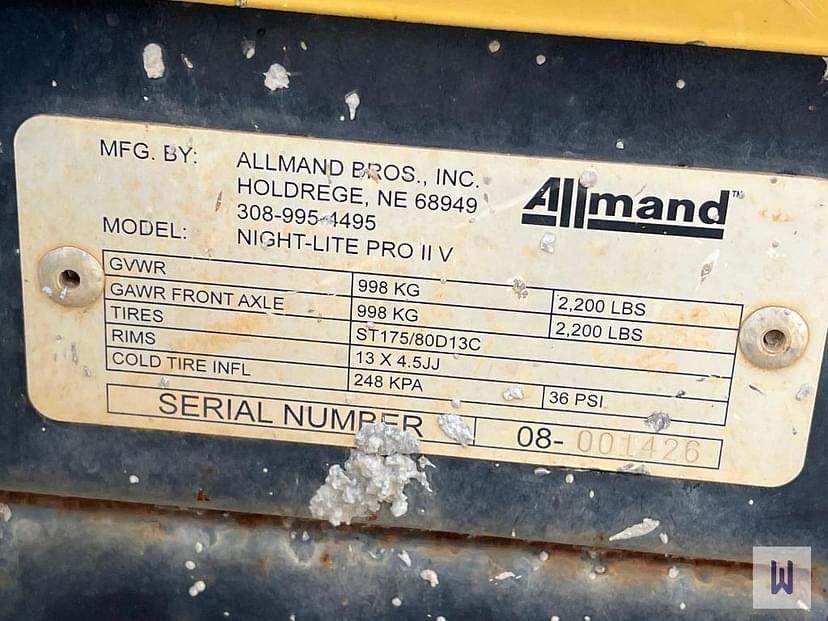 MFG. BY: ALLMAND BROS., INC.
HOLDREGE, NE 68949
308-995-4495
MODEL: NIGHT-LITE PRO II V
Allmand™
GVWR 998 KG 2,200 LBS
GAWR FRONT AXLE 998 KG 2,200 LBS
TIRES ST175/80D13C
RIMS 13 X 4.5JJ
COLD TIRE INFL 248 KPA 36 PSI
SERIAL NUMBER 08- 001426
W